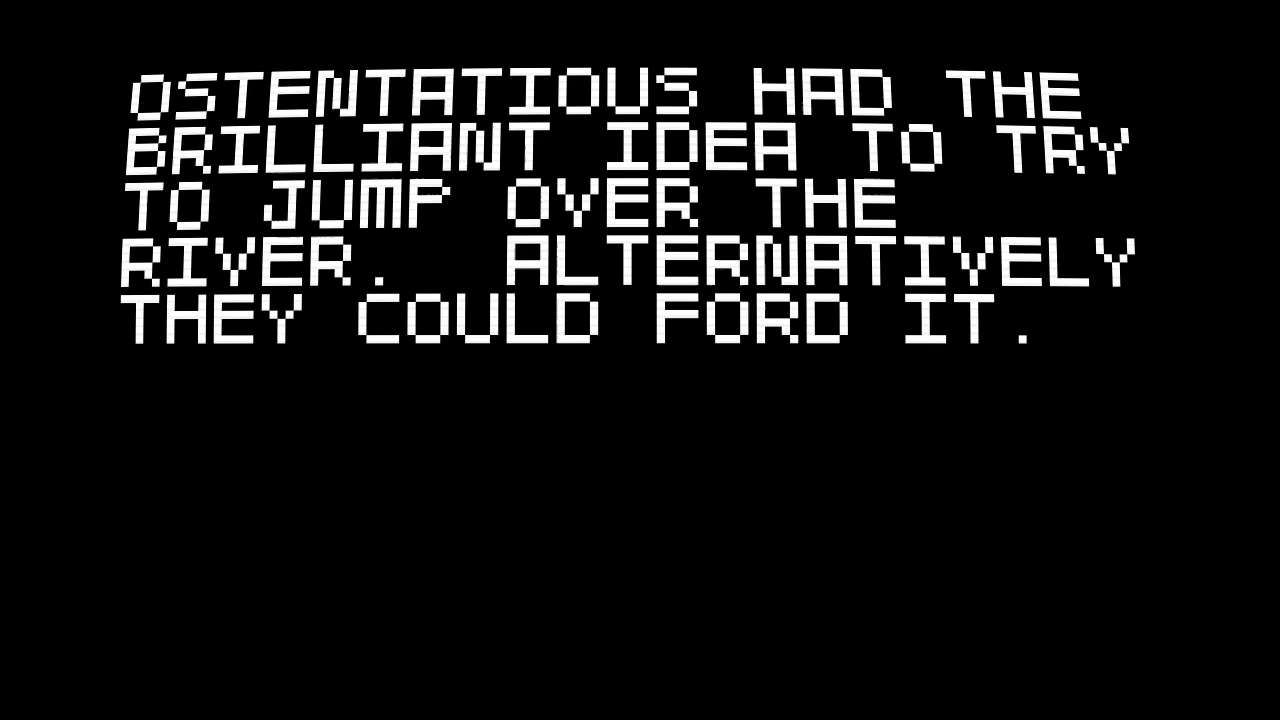 OSTENTATIOUS HAD THE
BRILLIANT IDEA TO TRY
TO JUMP OVER THE
RIVER.  ALTERNATIVELY
THEY COULD FORD IT.